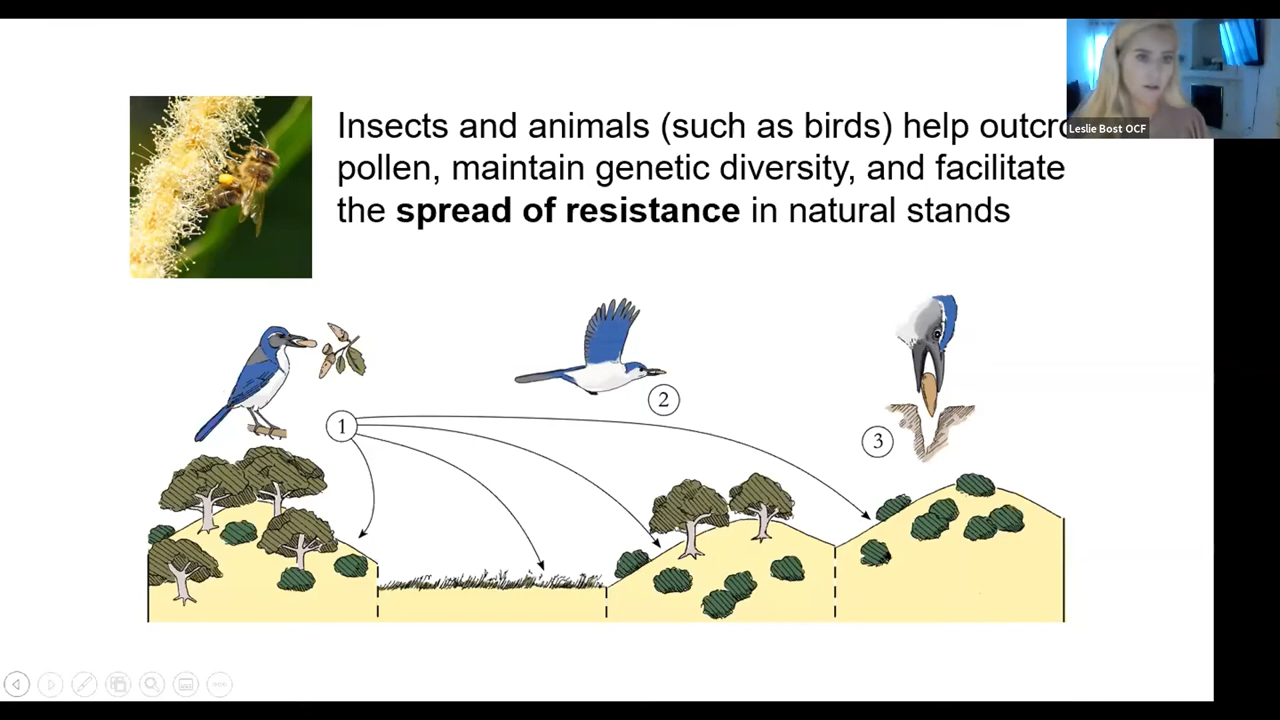 Insects and animals (such as birds) help outcro
pollen, maintain genetic diversity, and facilitate
the spread of resistance in natural stands
Leslie Bost OCF
1
2
3